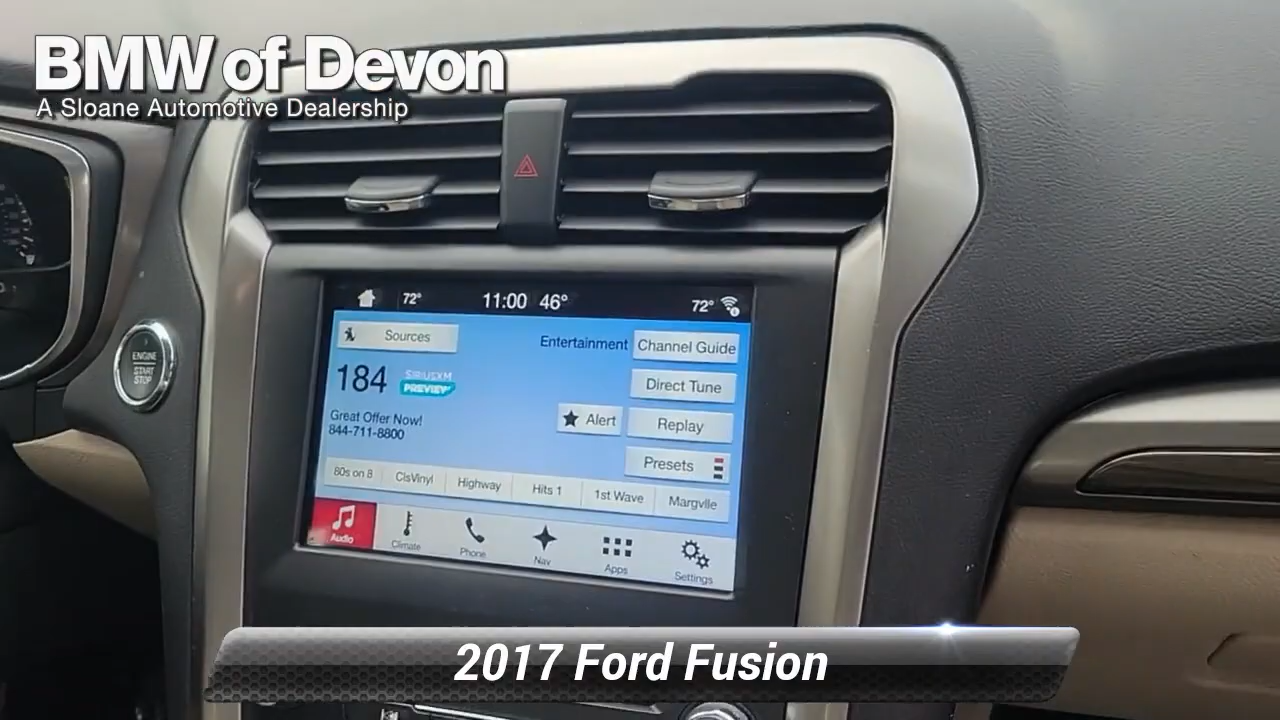 BMW of Devon
A Sloane Automotive Dealership
72° 11:00 46° 72°
Sources
Entertainment
Channel Guide
184
SIRIUSXM
PREVIEW
Direct Tune
Great Offer Now!
844-711-8800
Alert
Replay
Presets
80s on 8 ClsVinyl Highway Hits 1 1st Wave Margvlle
Audio Climate Phone Nav Apps Settings
ENGINE
START
STOP
2017 Ford Fusion